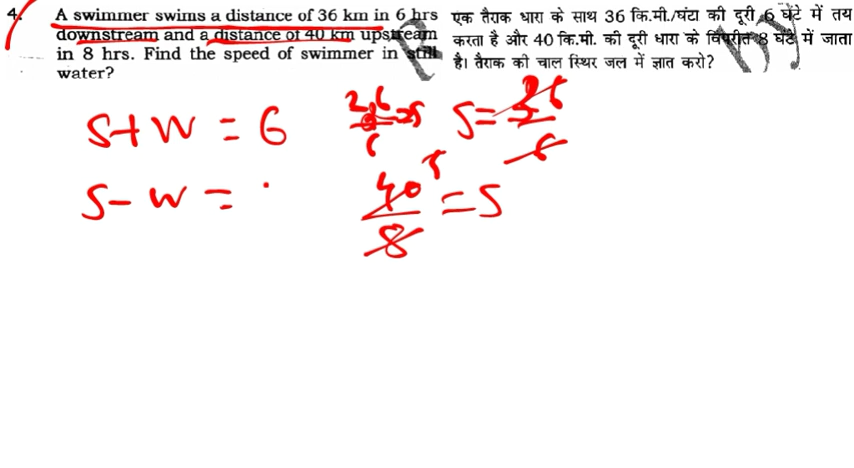 4. A swimmer swims a distance of 36 km in 6 hrs
downstream and a distance of 40 km upstream
in 8 hrs. Find the speed of swimmer in still
water?
एक तैराक धारा के साथ 36 कि.मी./घंटा की दूरी 6 घंटे में तय
करता है और 40 कि.मी. की दूरी धारा के विपरीत 8 घंटे में जाता
है। तैराक की चाल स्थिर जल में ज्ञात करो?
S+W = 6
S-W =
40/8 = 5